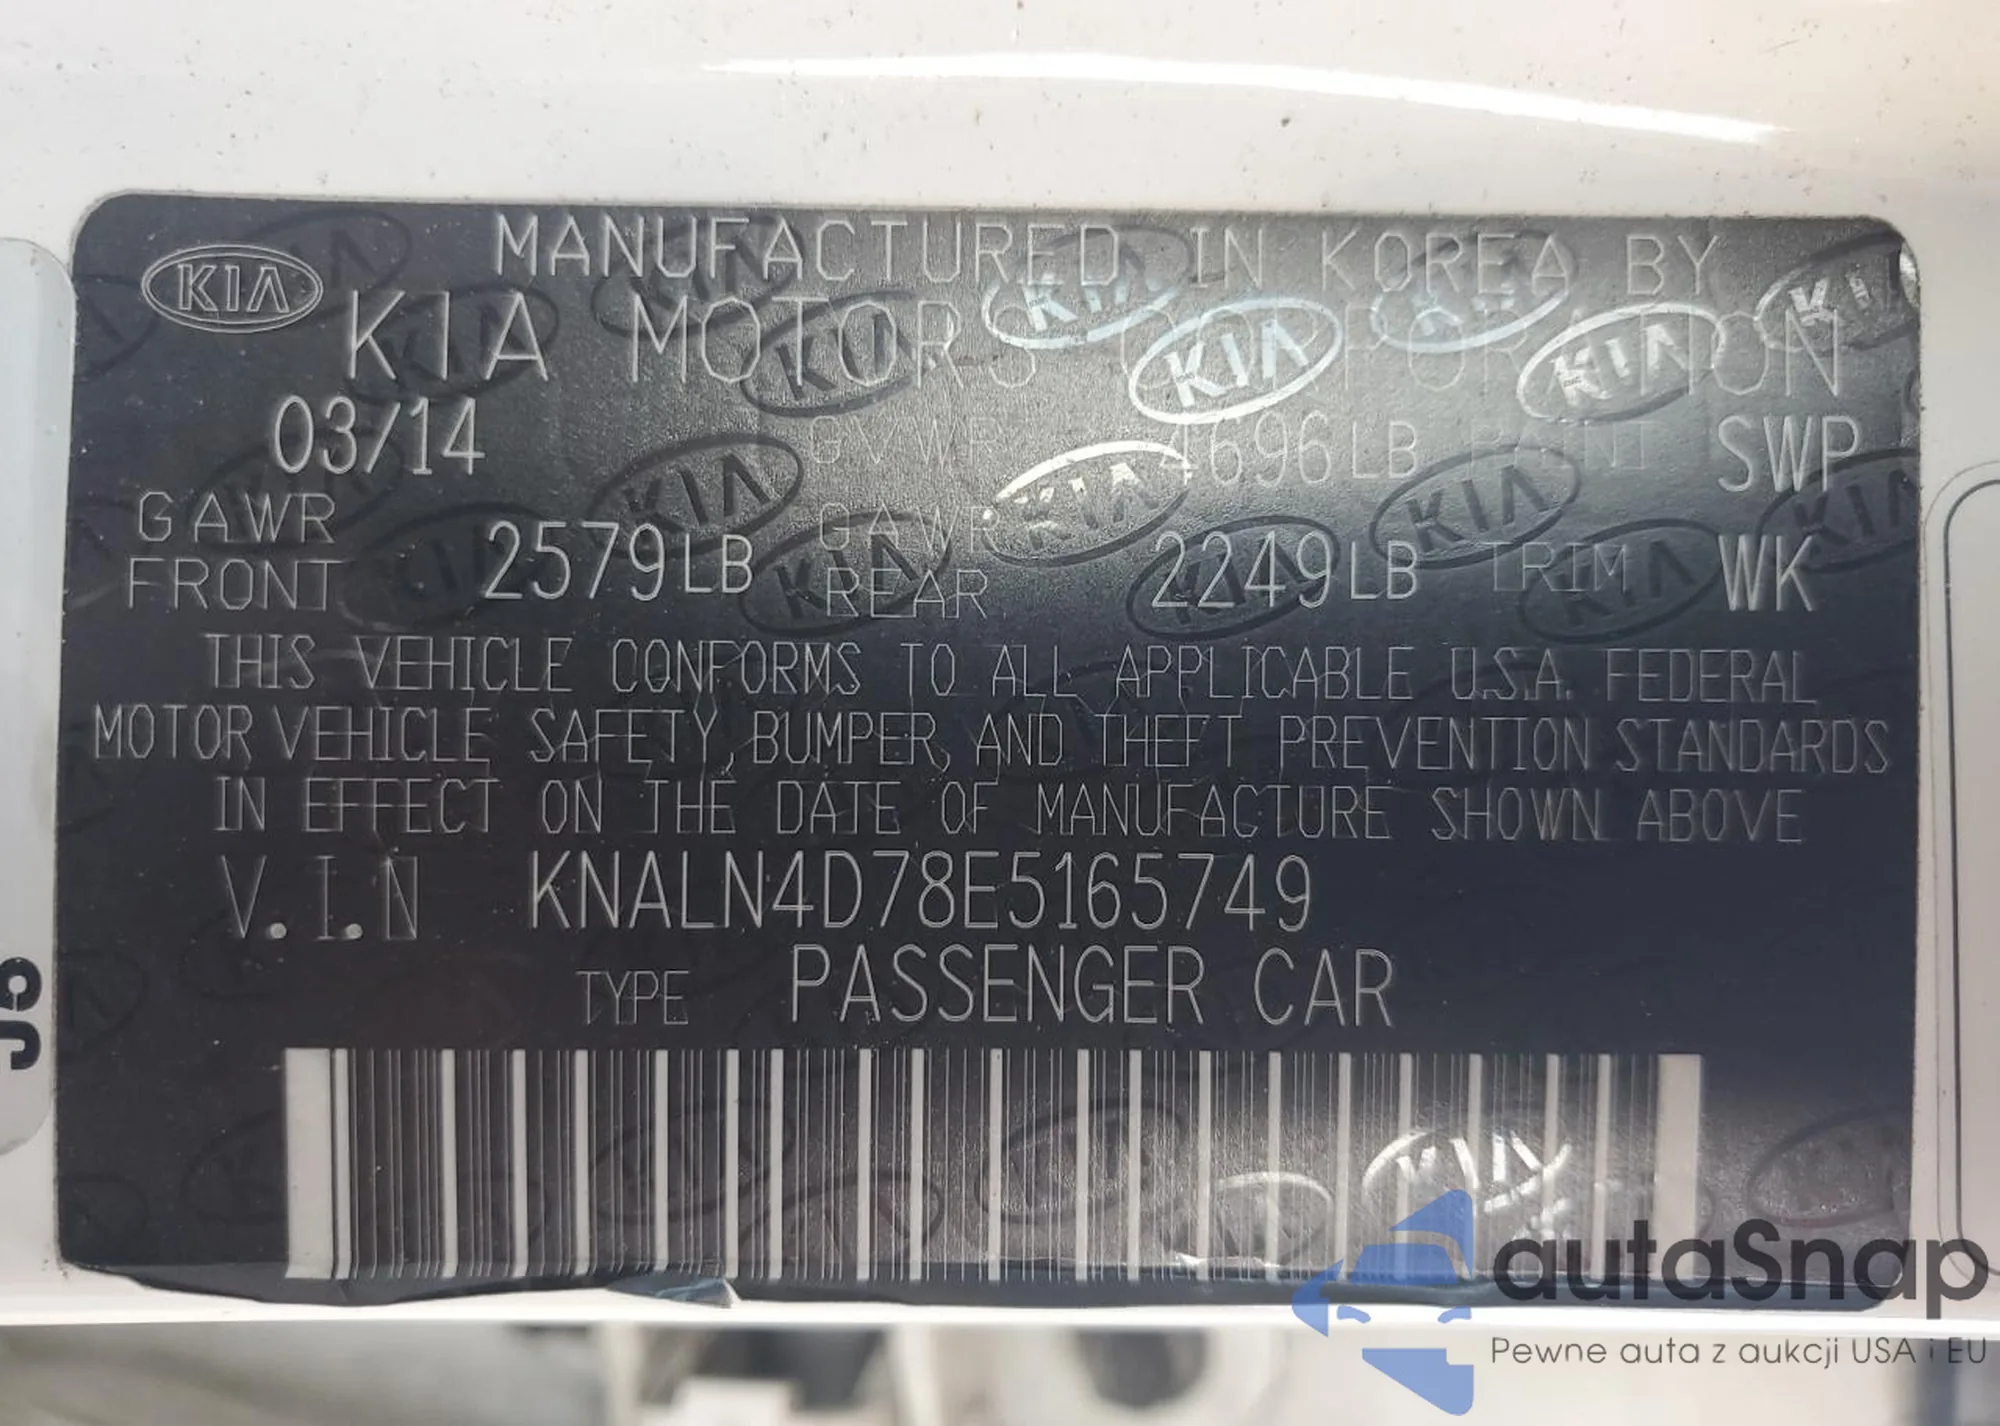 KIA
MANUFACTURED IN KOREA BY
KIA MOTORS CORPORATION
03/14 GVWR 4696LB PAINT SWP
GAWR FRONT 2579LB GAWR REAR 2249LB TRIM WK
THIS VEHICLE CONFORMS TO ALL APPLICABLE U.S.A. FEDERAL
MOTOR VEHICLE SAFETY, BUMPER, AND THEFT PREVENTION STANDARDS
IN EFFECT ON THE DATE OF MANUFACTURE SHOWN ABOVE
V.I.N KNALN4D78E5165749
TYPE PASSENGER CAR
autaSnap
Pewne auta z aukcji USA i EU